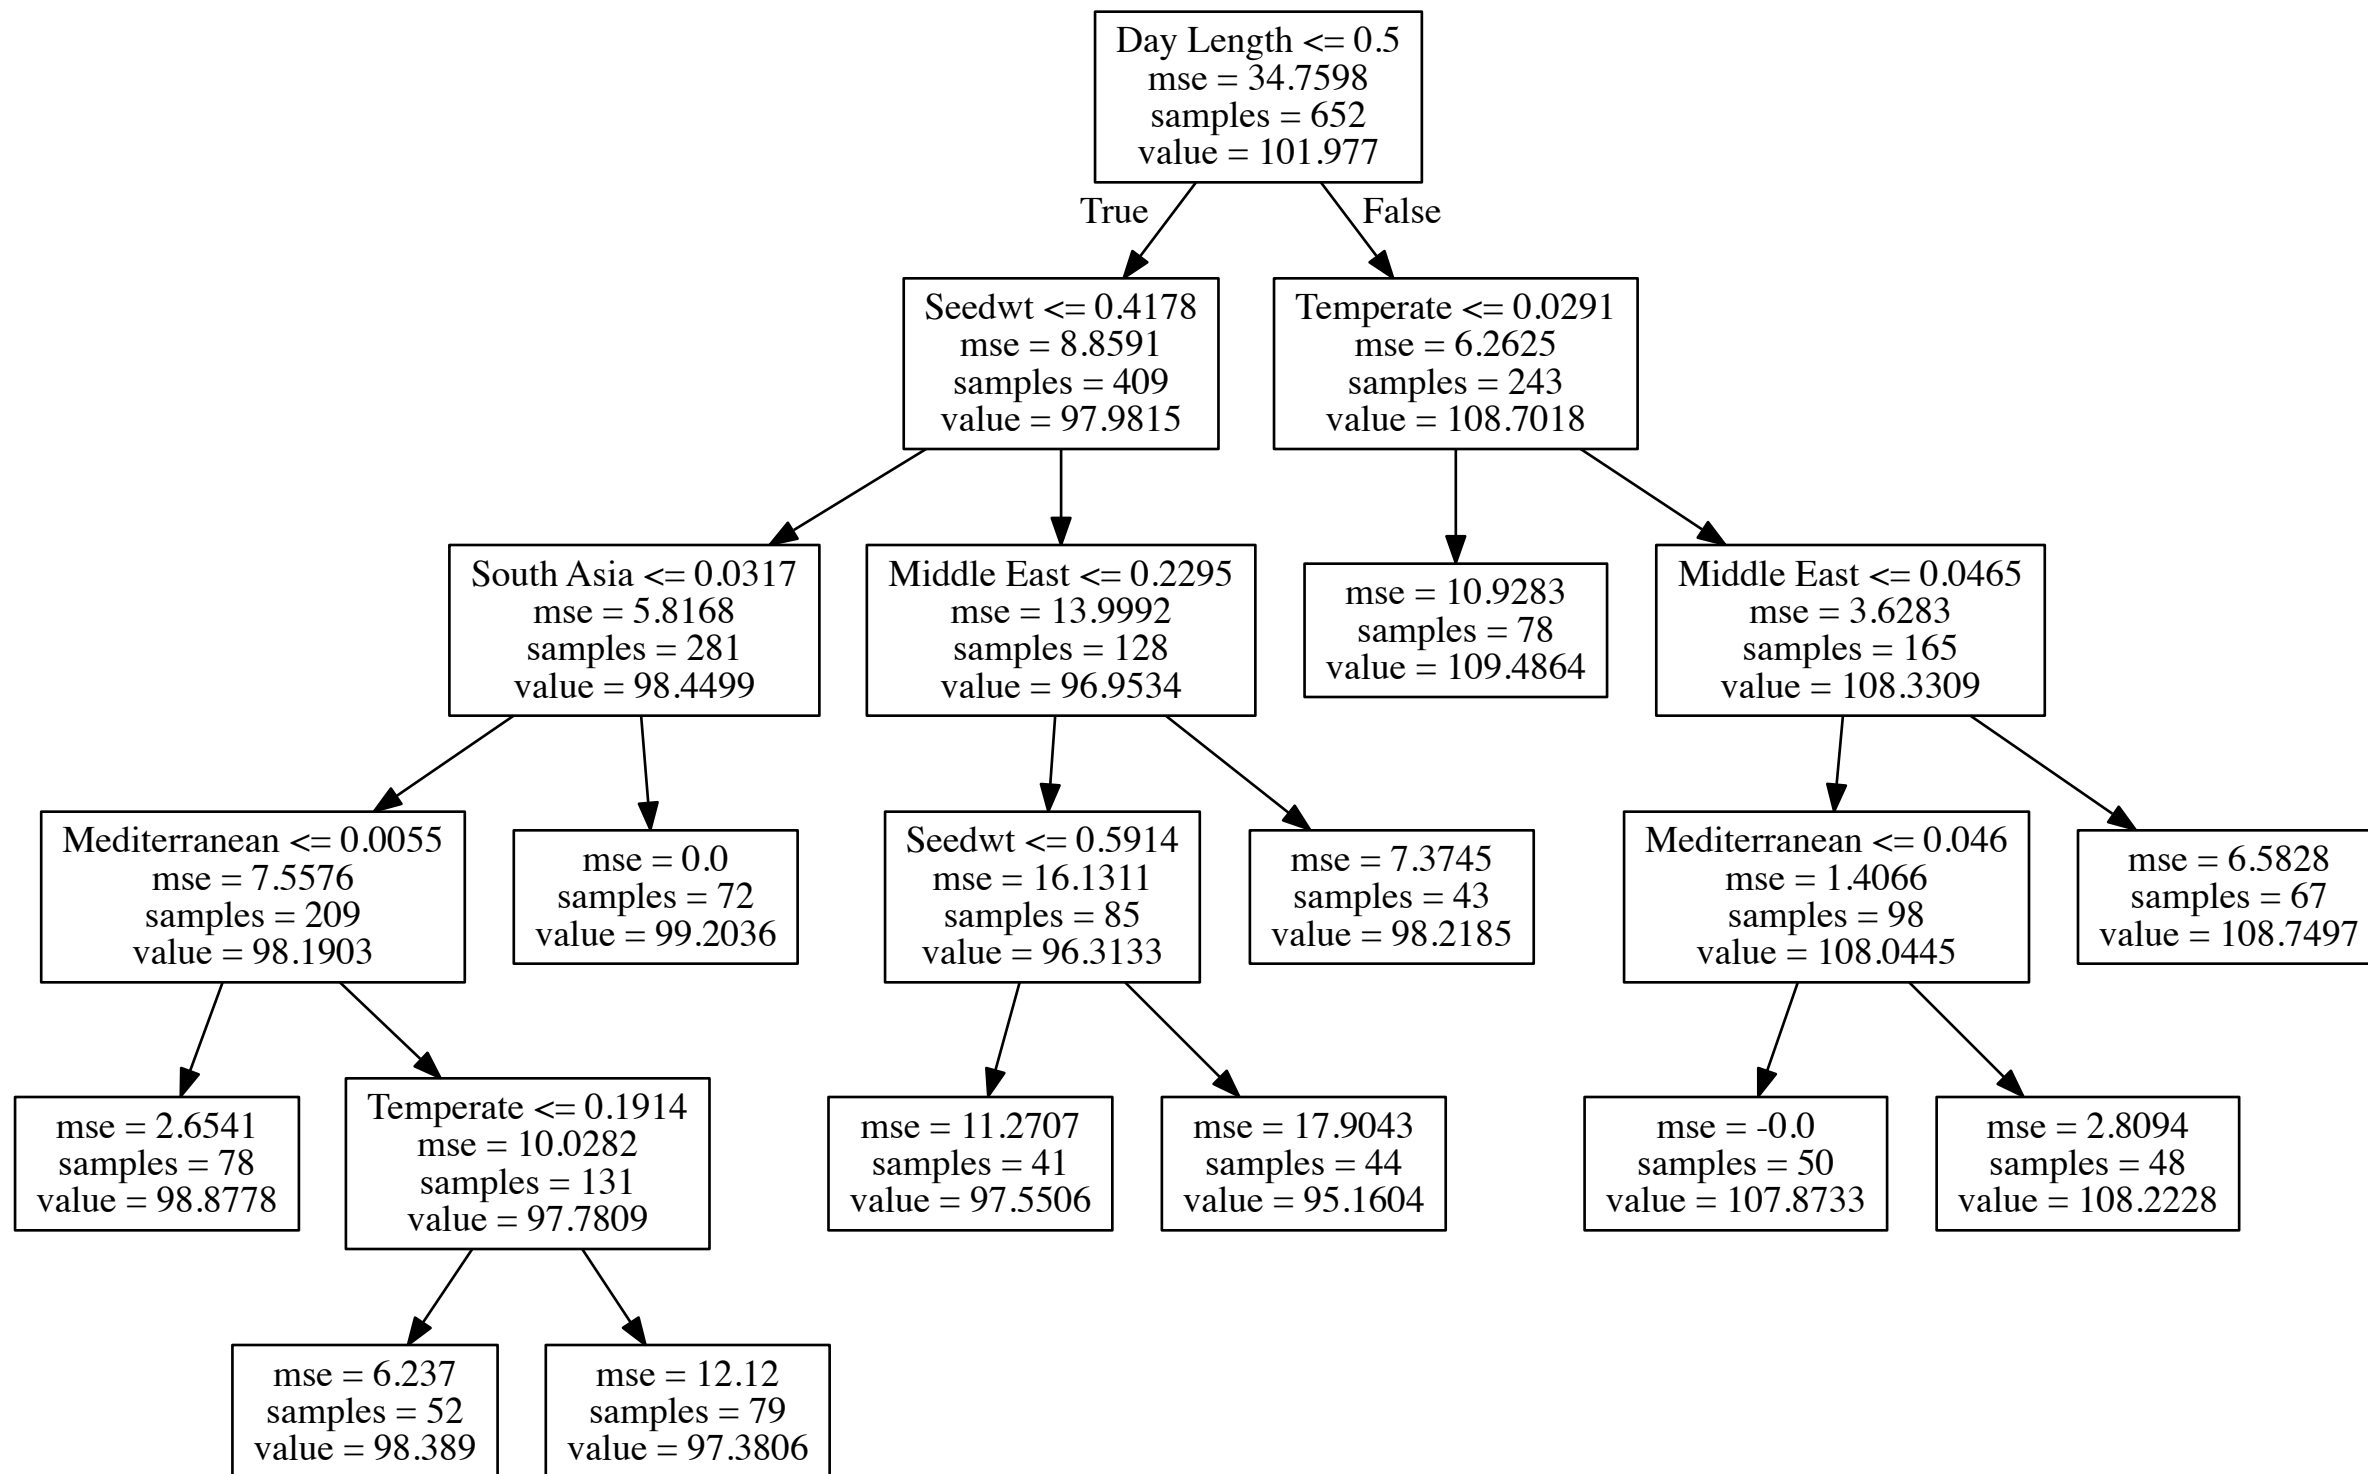 Day Length <= 0.5
mse = 34.7598
samples = 652
value = 101.977
True
False
Seedwt <= 0.4178
mse = 8.8591
samples = 409
value = 97.9815
Temperate <= 0.0291
mse = 6.2625
samples = 243
value = 108.7018
South Asia <= 0.0317
mse = 5.8168
samples = 281
value = 98.4499
Middle East <= 0.2295
mse = 13.9992
samples = 128
value = 96.9534
mse = 10.9283
samples = 78
value = 109.4864
Middle East <= 0.0465
mse = 3.6283
samples = 165
value = 108.3309
Mediterranean <= 0.0055
mse = 7.5576
samples = 209
value = 98.1903
mse = 0.0
samples = 72
value = 99.2036
Seedwt <= 0.5914
mse = 16.1311
samples = 85
value = 96.3133
mse = 7.3745
samples = 43
value = 98.2185
Mediterranean <= 0.046
mse = 1.4066
samples = 98
value = 108.0445
mse = 6.5828
samples = 67
value = 108.7497
mse = 2.6541
samples = 78
value = 98.8778
Temperate <= 0.1914
mse = 10.0282
samples = 131
value = 97.7809
mse = 11.2707
samples = 41
value = 97.5506
mse = 17.9043
samples = 44
value = 95.1604
mse = -0.0
samples = 50
value = 107.8733
mse = 2.8094
samples = 48
value = 108.2228
mse = 6.237
samples = 52
value = 98.389
mse = 12.12
samples = 79
value = 97.3806